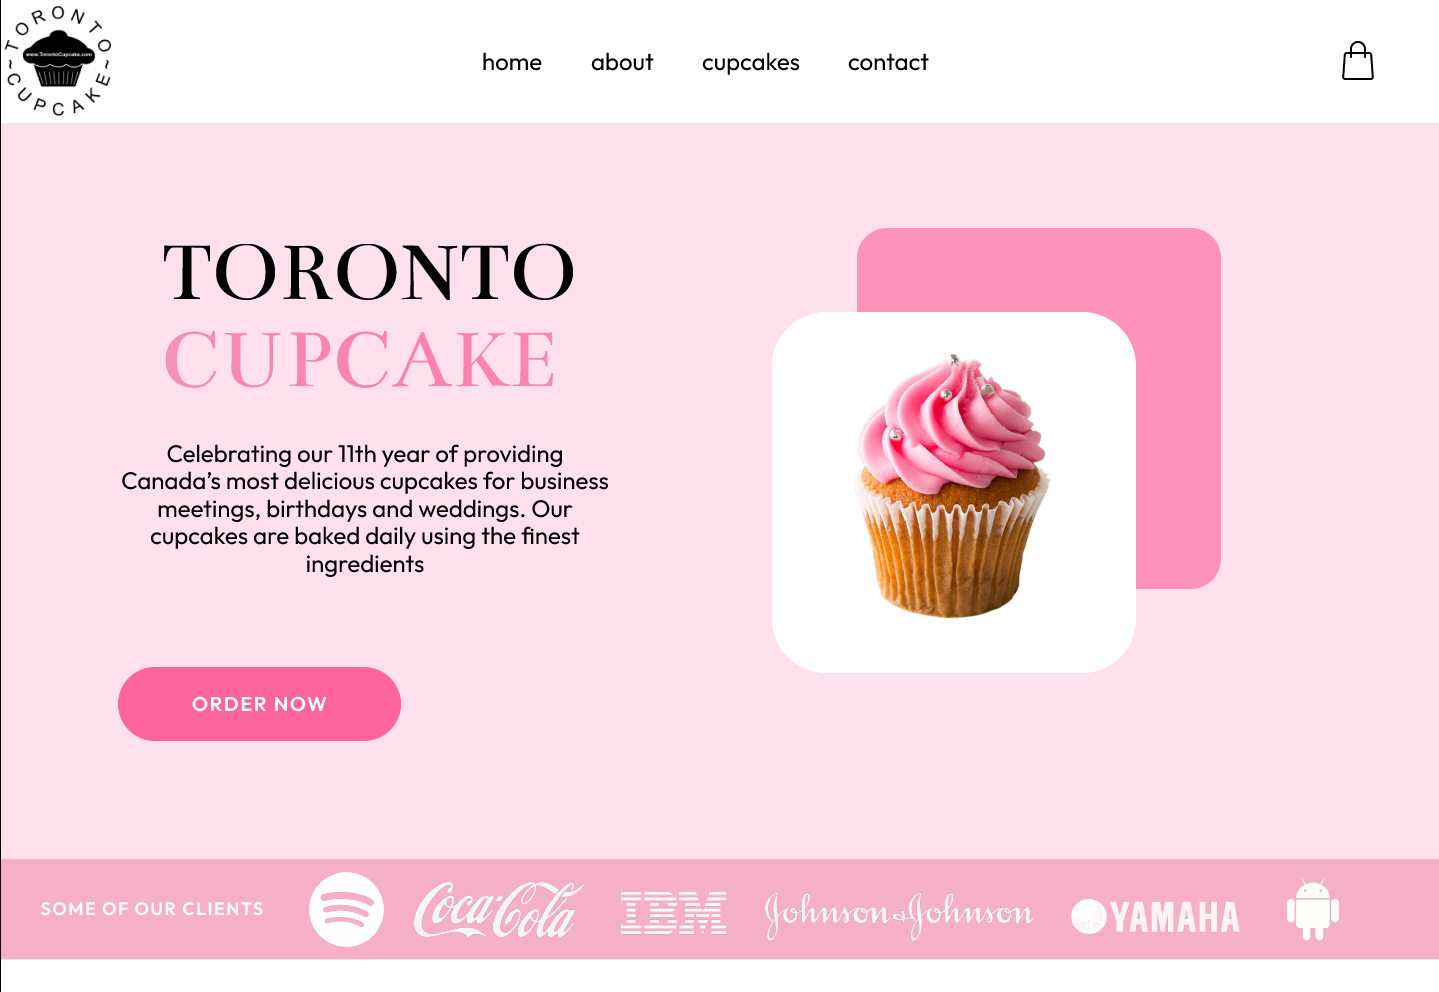 TORONTO
www.TorontoCupcake.com
~CUPCAKE~
home about cupcakes contact
TORONTO
CUPCAKE
Celebrating our 11th year of providing
Canada’s most delicious cupcakes for business
meetings, birthdays and weddings. Our
cupcakes are baked daily using the finest
ingredients
ORDER NOW
SOME OF OUR CLIENTS
Coca-Cola
IBM
Johnson & Johnson
YAMAHA